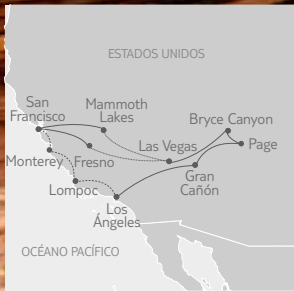 ESTADOS UNIDOS
San
Francisco
Mammoth
Lakes
Bryce Canyon
Las Vegas
Page
Monterey
Fresno
Gran
Cañón
Lompoc
Los
Ángeles
OCÉANO PACÍFICO